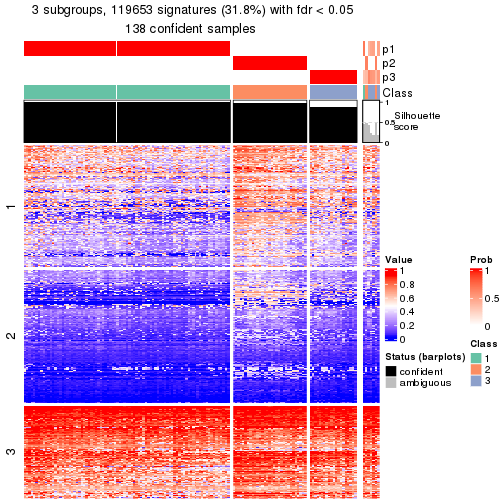 3 subgroups, 119653 signatures (31.8%) with fdr < 0.05
138 confident samples
p1
p2
p3
Class
1
0.5
0
Silhouette
score
1
2
3
Value
1
0.8
0.6
0.4
0.2
0
Status (barplots)
confident
ambiguous
Prob
1
0.5
0
Class
1
2
3